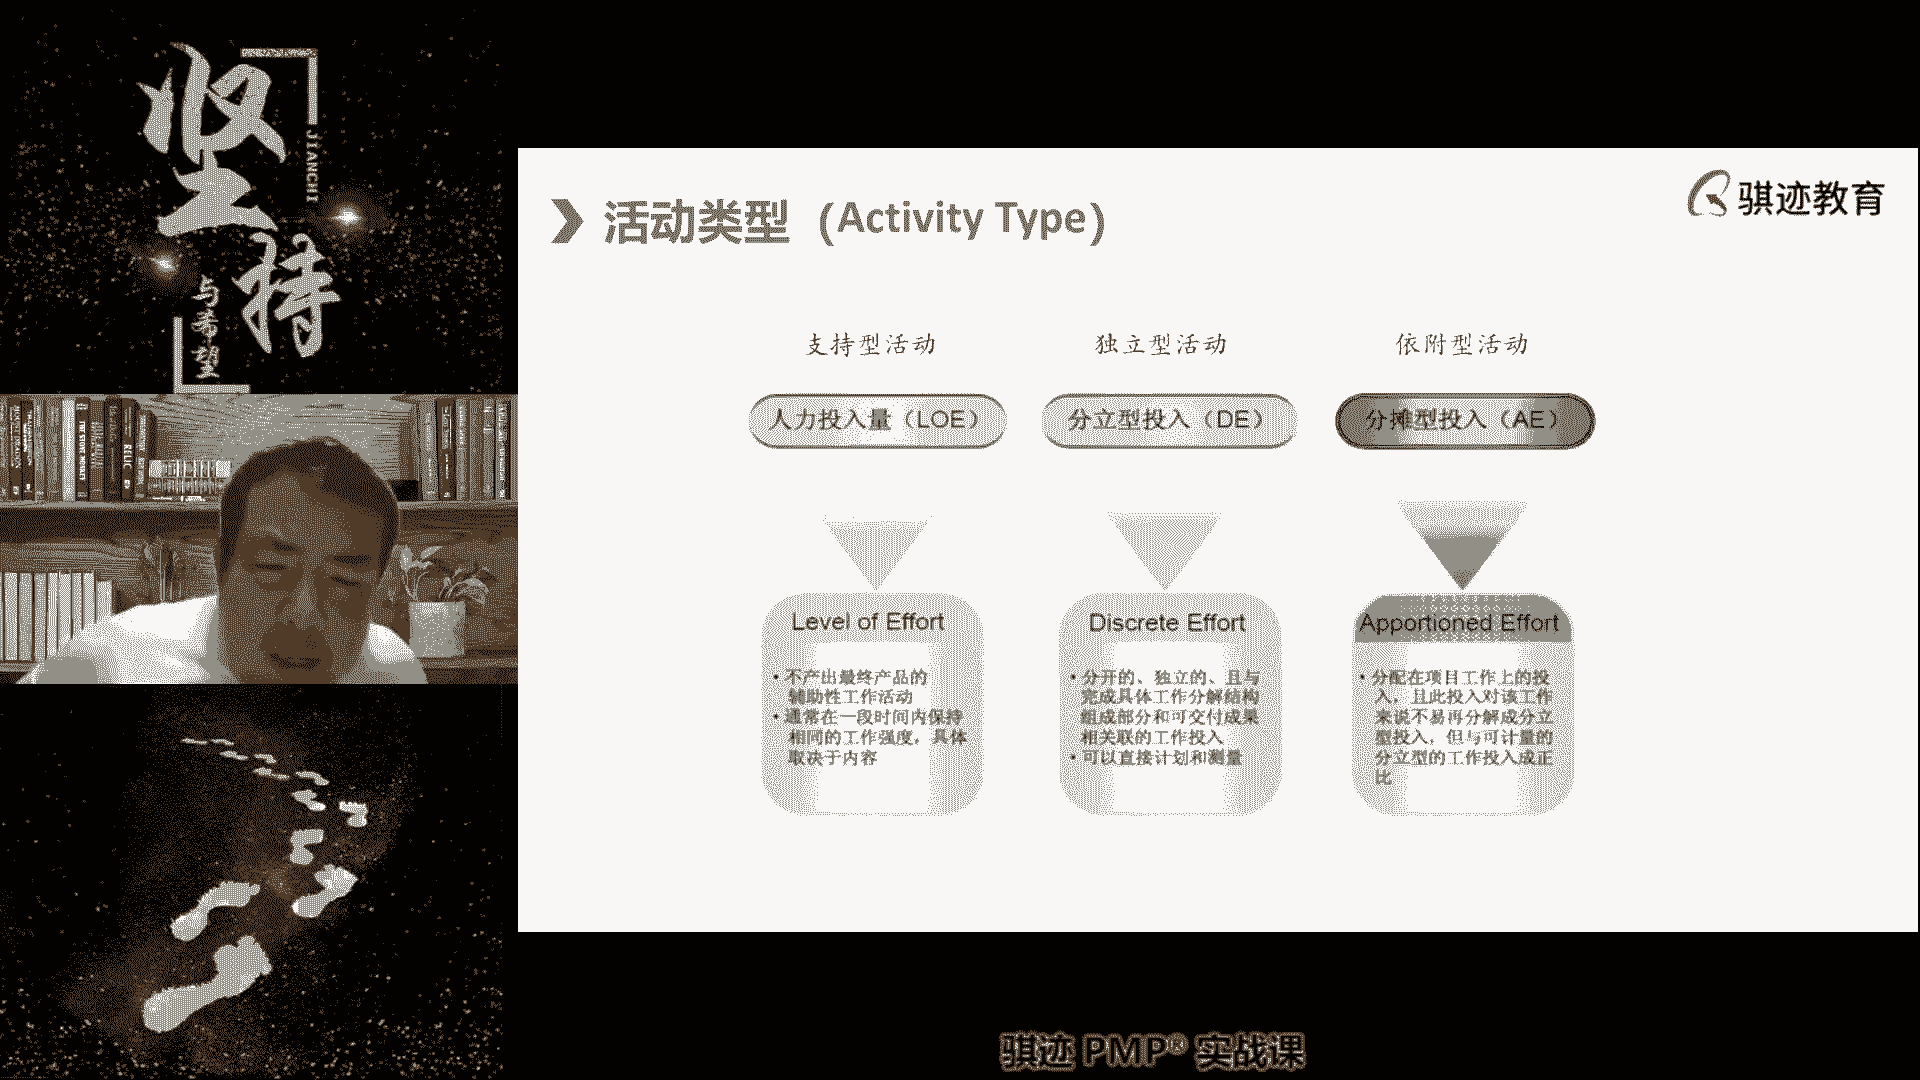 坚持
JIANCHI
与希望
活动类型（Activity Type）
骐迹教育
支持型活动
独立型活动
依附型活动
人力投入量（LOE）
分立型投入（DE）
分摊型投入（AE）
Level of Effort
• 不产出最终产品的
辅助性工作活动
• 通常在一段时间内保持
相同的工作强度，具体
取决于内容
Discrete Effort
• 分开的、独立的、且与
完成具体工作分解结构
组成部分和可交付成果
相关联的工作投入
• 可以直接计划和测量
Apportioned Effort
• 分配在项目工作上的投
入，且此投入对该工作
来说不易再分解成分立
型投入，但与可计量的
分立型的工作投入成正
比
骐迹 PMP® 实战课